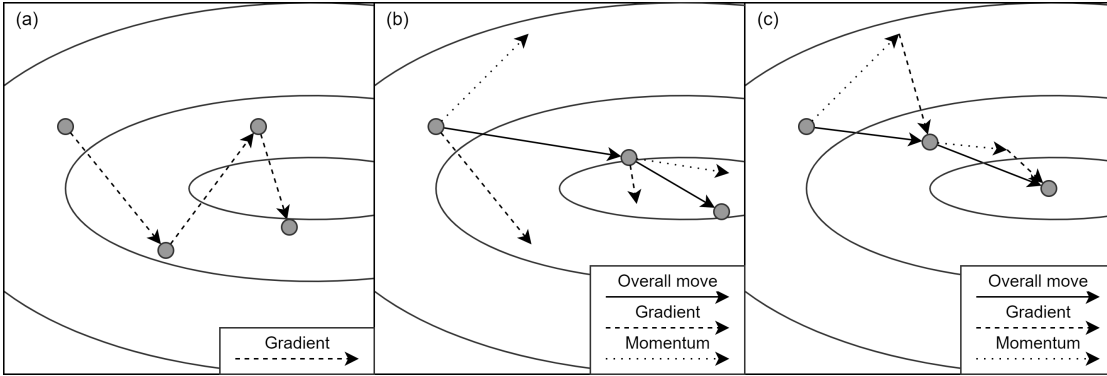 (a)
Gradient
(b)
Overall move
Gradient
Momentum
(c)
Overall move
Gradient
Momentum